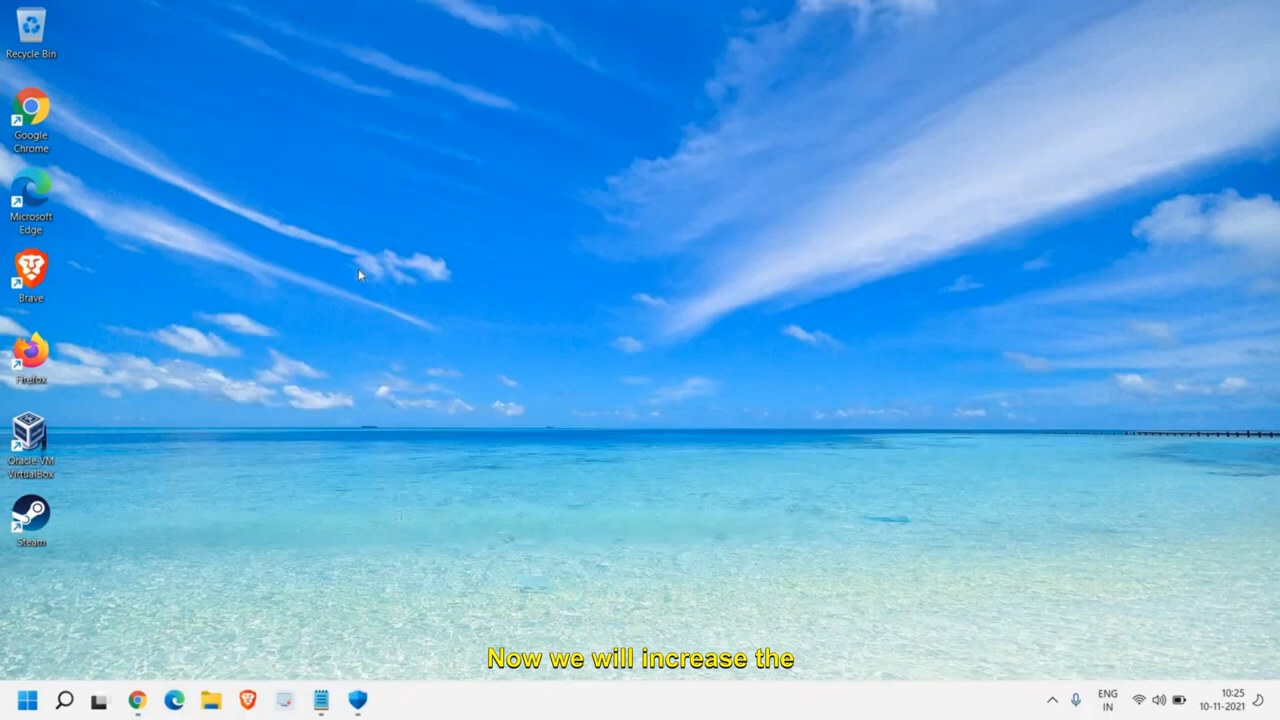 Recycle Bin
Google
Chrome
Microsoft
Edge
Brave
Firefox
Oracle VM
VirtualBox
Steam
Now we will increase the
ENG
IN
10:25
10-11-2021